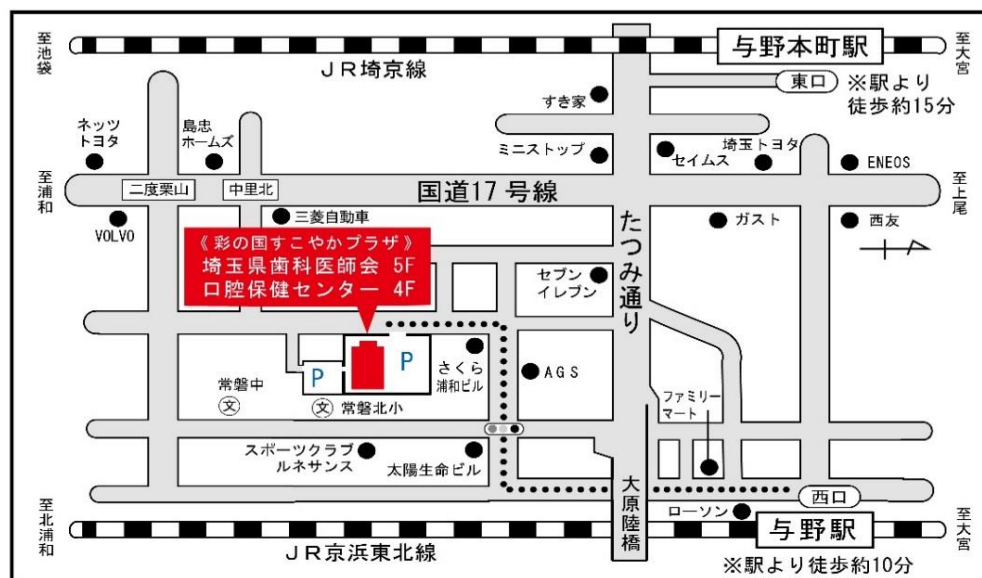 至池袋
JR埼京線
与野本町駅
至大宮
東口
※駅より
徒歩約15分
すき家
ネッツ
トヨタ
島忠
ホームズ
ミニストップ
セイムス
埼玉トヨタ
ENEOS
至浦和
二度栗山
中里北
国道17号線
至上尾
VOLVO
三菱自動車
たつみ通り
ガスト
西友
《彩の国すこやかプラザ》
埼玉県歯科医師会 5F
口腔保健センター 4F
セブン
イレブン
P
P
さくら
浦和ビル
AGS
常磐中
文
文
常磐北小
ファミリー
マート
スポーツクラブ
ルネサンス
太陽生命ビル
大原陸橋
西口
ローソン
至北浦和
JR京浜東北線
与野駅
至大宮
※駅より徒歩約10分